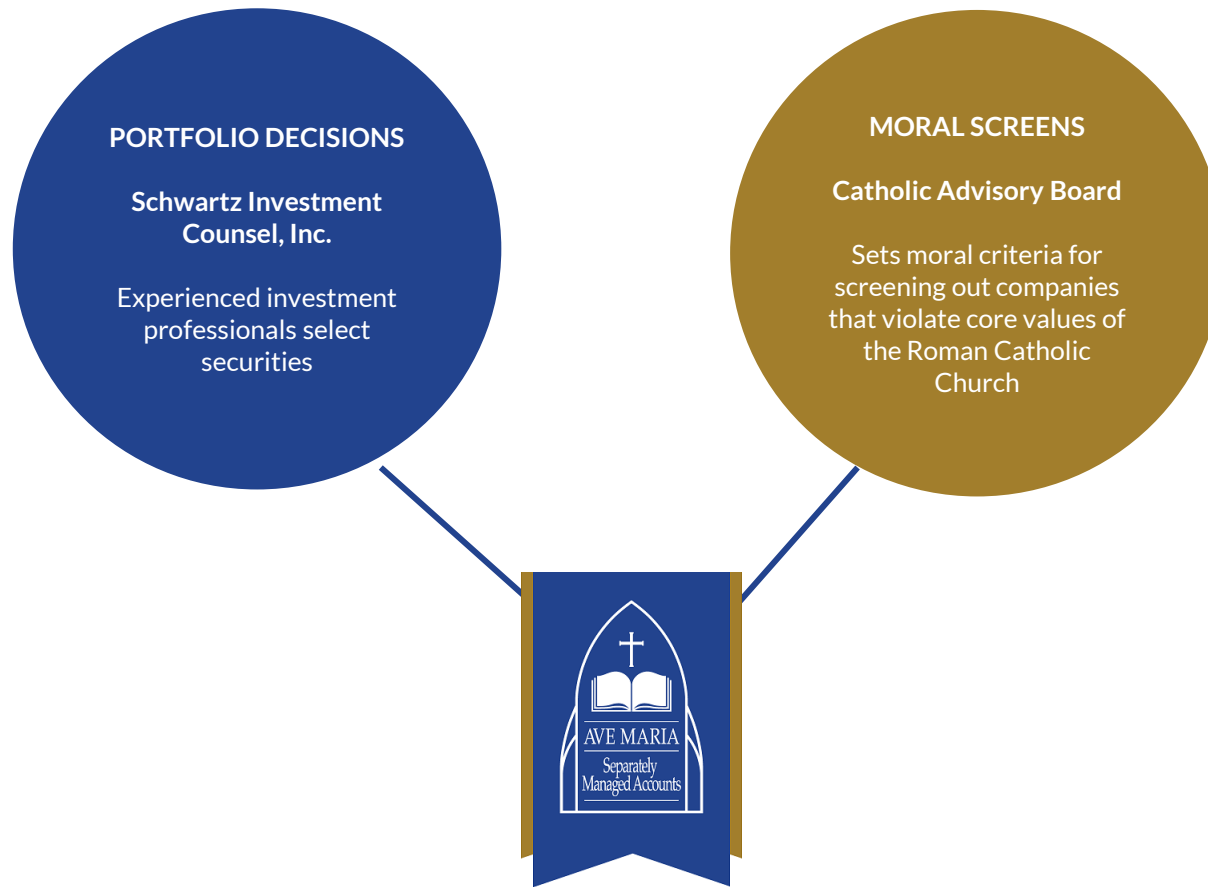 PORTFOLIO DECISIONS
Schwartz Investment
Counsel, Inc.
Experienced investment
professionals select
securities
MORAL SCREENS
Catholic Advisory Board
Sets moral criteria for
screening out companies
that violate core values of
the Roman Catholic
Church
AVE MARIA
Separately
Managed Accounts